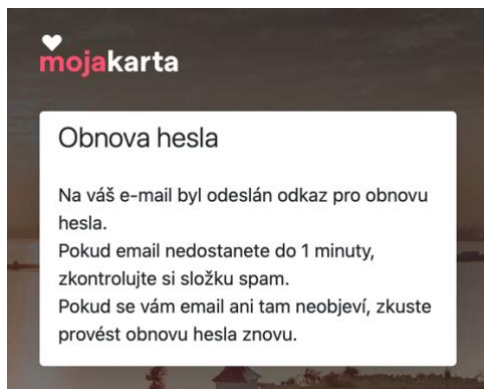 mojakarta
Obnova hesla
Na váš e-mail byl odeslán odkaz pro obnovu
hesla.
Pokud email nedostanete do 1 minuty,
zkontrolujte si složku spam.
Pokud se vám email ani tam neobjeví, zkuste
provést obnovu hesla znovu.